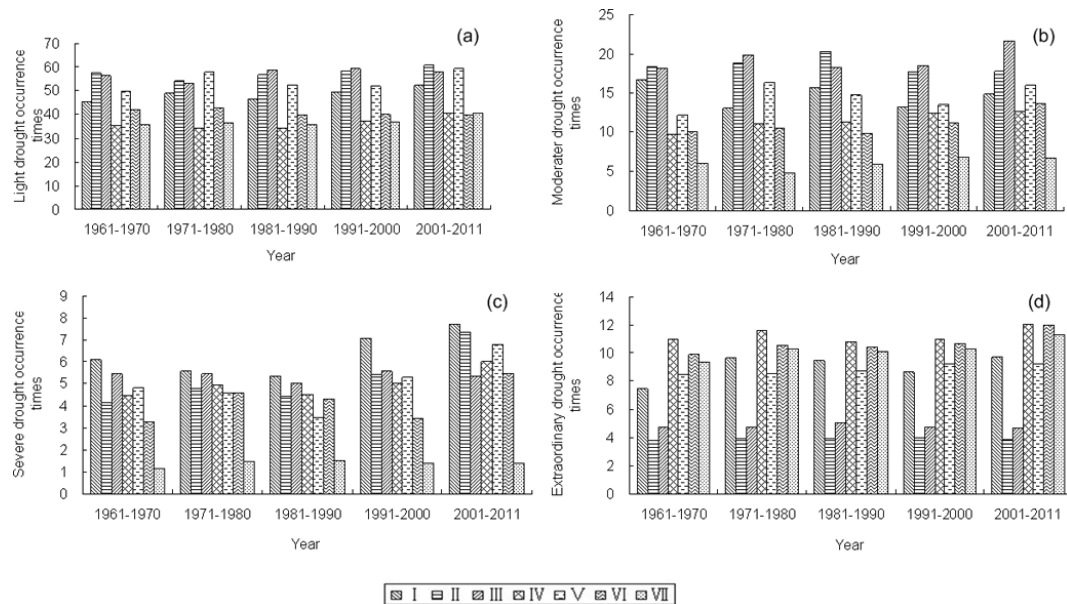 (a)
Light drought occurrence
times
70
60
50
40
30
20
10
0
1961-1970 1971-1980 1981-1990 1991-2000 2001-2011
Year
(b)
Moderater drought occurrence
times
25
20
15
10
5
0
1961-1970 1971-1980 1981-1990 1991-2000 2001-2011
Year
(c)
Severe drought occurrence
times
9
8
7
6
5
4
3
2
1
0
1961-1970 1971-1980 1981-1990 1991-2000 2001-2011
Year
(d)
Extraordinary drought occurrence
times
14
12
10
8
6
4
2
0
1961-1970 1971-1980 1981-1990 1991-2000 2001-2011
Year
I II III IV V VI VII